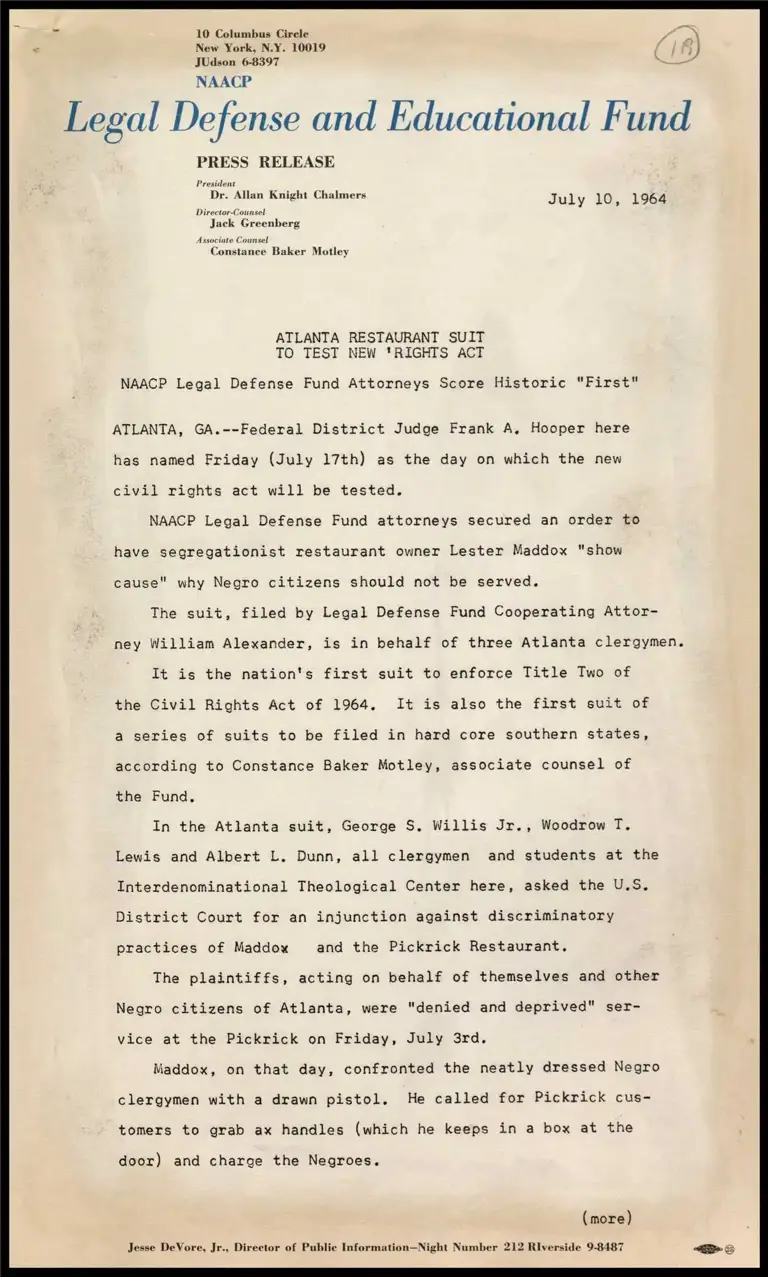 10 Columbus Circle
New York, N.Y. 10019
JUdson 6-8397
NAACP
Legal Defense and Educational Fund
PRESS RELEASE
President
Dr. Allan Knight Chalmers
Director-Counsel
Jack Greenberg
Associate Counsel
Constance Baker Motley
July 10, 1964
ATLANTA RESTAURANT SUIT
TO TEST NEW 'RIGHTS ACT
NAACP Legal Defense Fund Attorneys Score Historic "First"
ATLANTA, GA.--Federal District Judge Frank A. Hooper here
has named Friday (July 17th) as the day on which the new
civil rights act will be tested.
NAACP Legal Defense Fund attorneys secured an order to
have segregationist restaurant owner Lester Maddox "show
cause" why Negro citizens should not be served.
The suit, filed by Legal Defense Fund Cooperating Attor-
ney William Alexander, is in behalf of three Atlanta clergymen.
It is the nation's first suit to enforce Title Two of
the Civil Rights Act of 1964. It is also the first suit of
a series of suits to be filed in hard core southern states,
according to Constance Baker Motley, associate counsel of
the Fund.
In the Atlanta suit, George S. Willis Jr., Woodrow T.
Lewis and Albert L. Dunn, all clergymen and students at the
Interdenominational Theological Center here, asked the U.S.
District Court for an injunction against discriminatory
practices of Maddox and the Pickrick Restaurant.
The plaintiffs, acting on behalf of themselves and other
Negro citizens of Atlanta, were "denied and deprived" ser-
vice at the Pickrick on Friday, July 3rd.
Maddox, on that day, confronted the neatly dressed Negro
clergymen with a drawn pistol. He called for Pickrick cus-
tomers to grab ax handles (which he keeps in a box at the
door) and charge the Negroes.
(more)
Jesse DeVore, Jr., Director of Public Information—Night Number 212 RIverside 9-8487